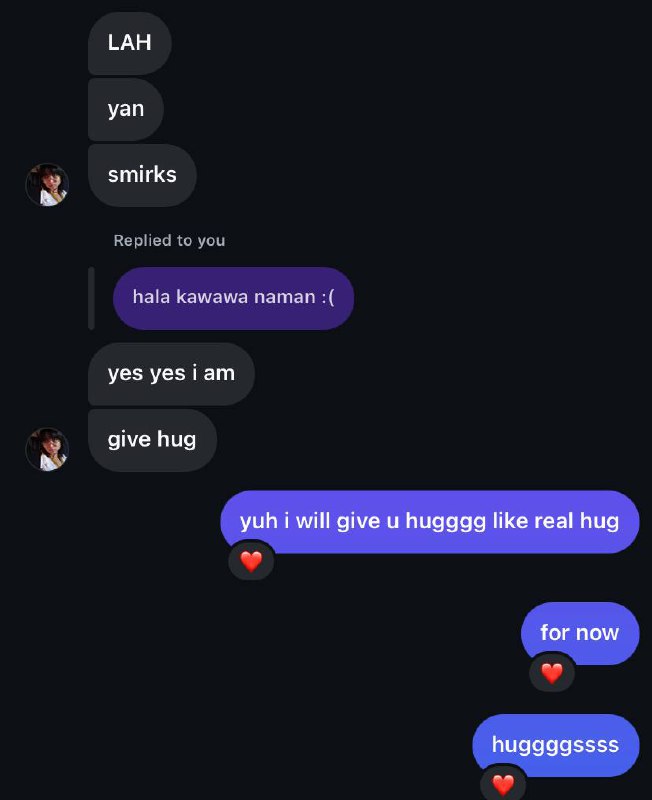 LAH
yan
smirks
Replied to you
hala kawawa naman :(
yes yes i am
give hug
yuh i will give u hugggg like real hug
for now
huggggssss